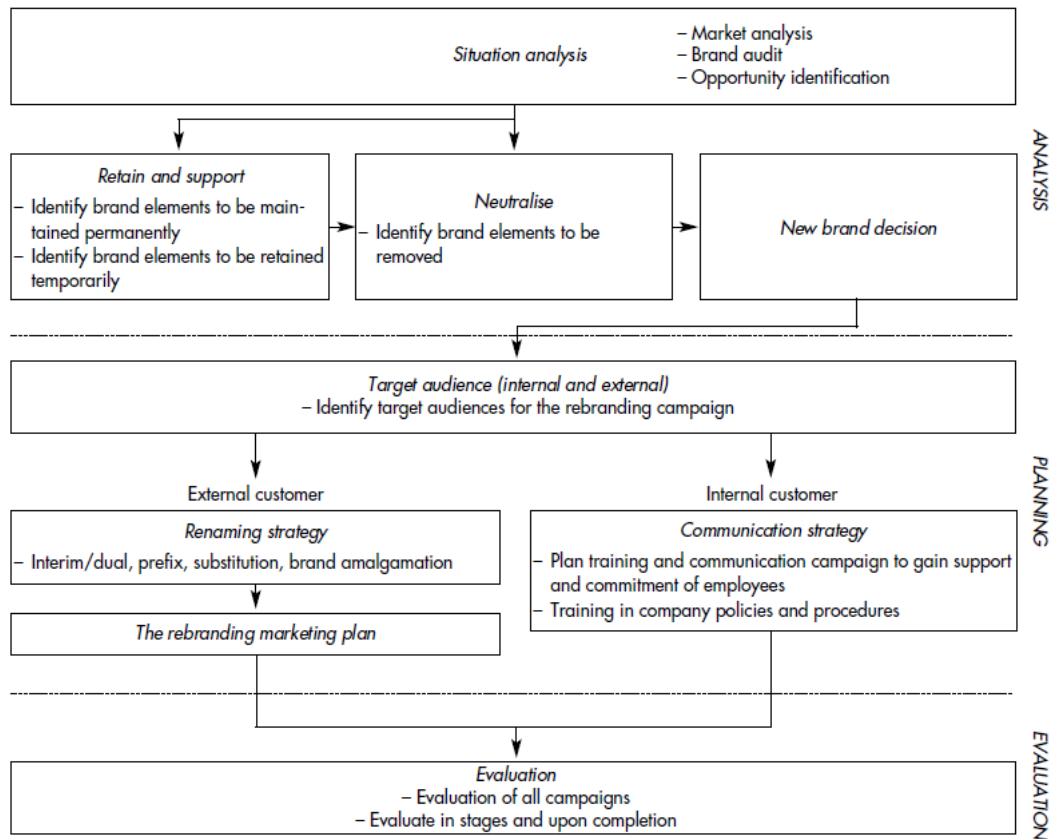 Situation analysis
– Market analysis
– Brand audit
– Opportunity identification
ANALYSIS
Retain and support
– Identify brand elements to be main-
tained permanently
– Identify brand elements to be retained
temporarily
Neutralise
– Identify brand elements to be
removed
New brand decision
Target audience (internal and external)
– Identify target audiences for the rebranding campaign
PLANNING
External customer
Renaming strategy
– Interim/dual, prefix, substitution, brand amalgamation
The rebranding marketing plan
Internal customer
Communication strategy
– Plan training and communication campaign to gain support
and commitment of employees
– Training in company policies and procedures
EVALUATION
Evaluation
– Evaluation of all campaigns
– Evaluate in stages and upon completion